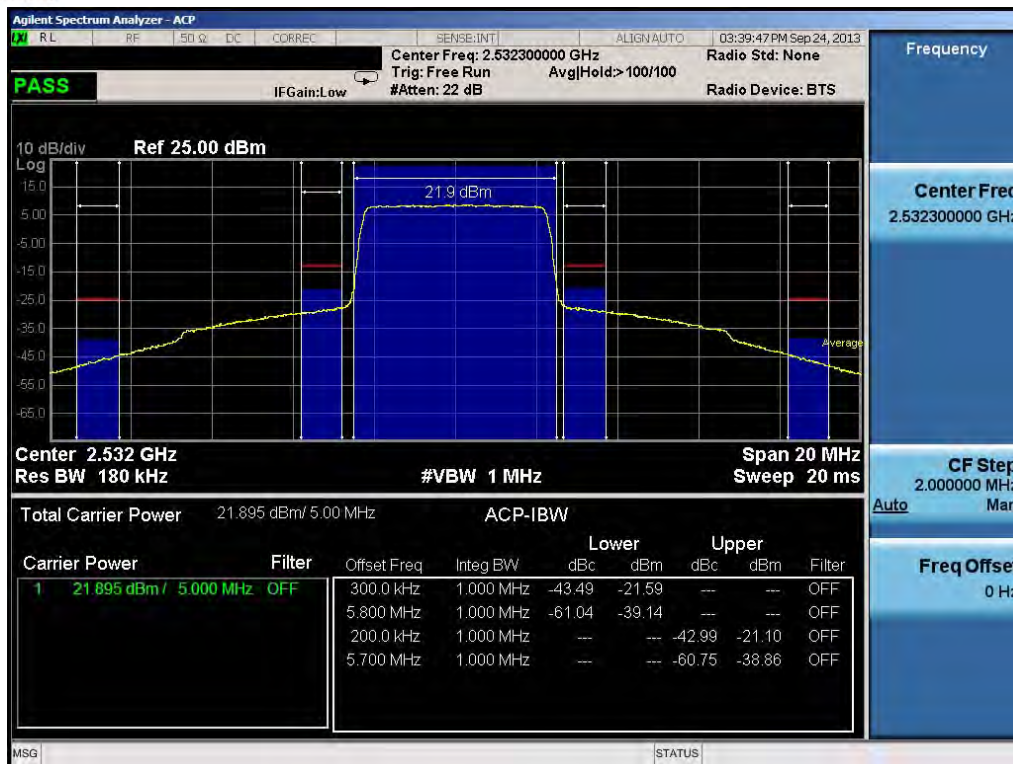 Agilent Spectrum Analyzer - ACP
LXI RL RF 50 Ω DC CORREC SENSE:INT ALIGN AUTO 03:39:47 PM Sep 24, 2013
Center Freq: 2.532300000 GHz Radio Std: None
Trig: Free Run Avg|Hold:>100/100
PASS IFGain:Low #Atten: 22 dB Radio Device: BTS
Frequency
10 dB/div Ref 25.00 dBm
Log
15.0
5.00
-5.00
-15.0
-25.0
-35.0
-45.0
-55.0
-65.0
21.9 dBm
Average
Center 2.532 GHz Span 20 MHz
Res BW 180 kHz #VBW 1 MHz Sweep 20 ms
Total Carrier Power 21.895 dBm/ 5.00 MHz ACP-IBW
Lower Upper
Carrier Power Filter Offset Freq Integ BW dBc dBm dBc dBm Filter
1 21.895 dBm / 5.000 MHz OFF 300.0 kHz 1.000 MHz -43.49 -21.59 --- --- OFF
5.800 MHz 1.000 MHz -61.04 -39.14 --- --- OFF
200.0 kHz 1.000 MHz --- --- -42.99 -21.10 OFF
5.700 MHz 1.000 MHz --- --- -60.75 -38.86 OFF
Center Freq
2.532300000 GHz
CF Step
2.000000 MHz
Auto Man
Freq Offset
0 Hz
MSG STATUS